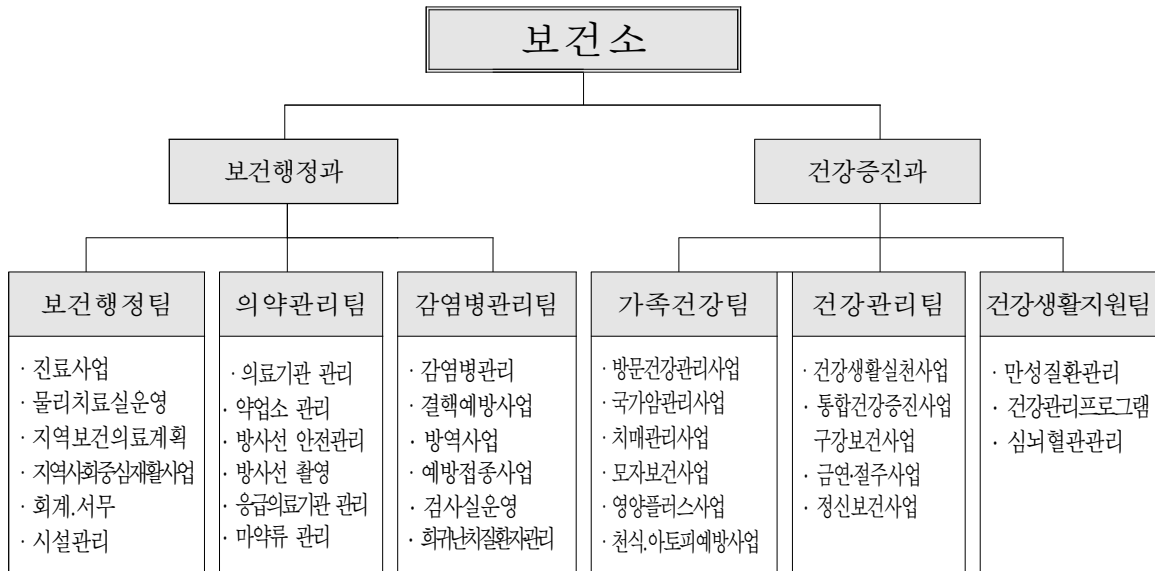 보건소
보건행정과
건강증진과
보건행정팀
· 진료사업
· 물리치료실운영
· 지역보건의료계획
· 지역사회중심재활사업
· 회계.서무
· 시설관리
의약관리팀
· 의료기관 관리
· 약업소 관리
· 방사선 안전관리
· 방사선 촬영
· 응급의료기관 관리
· 마약류 관리
감염병관리팀
· 감염병관리
· 결핵예방사업
· 방역사업
· 예방접종사업
· 검사실운영
· 희귀난치질환자관리
가족건강팀
· 방문건강관리사업
· 국가암관리사업
· 치매관리사업
· 모자보건사업
· 영양플러스사업
· 천식.아토피예방사업
건강관리팀
· 건강생활실천사업
· 통합건강증진사업
구강보건사업
· 금연·절주사업
· 정신보건사업
건강생활지원팀
· 만성질환관리
· 건강관리프로그램
· 심뇌혈관관리